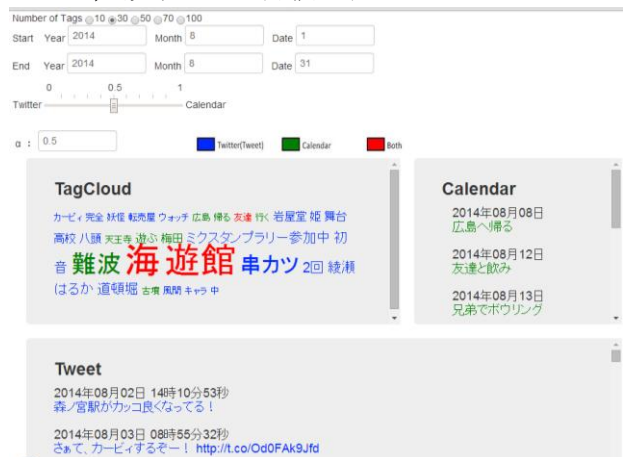 Number of Tags 10 30 50 70 100
Start Year 2014 Month 8 Date 1
End Year 2014 Month 8 Date 31
0 0.5 1
Twitter Calendar
α : 0.5 Twitter(Tweet) Calendar Both
TagCloud
カービィ 完全 妖怪 転売屋 ウォッチ 広島 帰る 友達 行く 岩屋堂 姫 舞台
高校 八頭 天王寺 遊ぶ 梅田 ミクスタンプラリー参加中 初
音 難波 海遊館 串カツ 2回 綾瀬
はるか 道頓堀 古墳 風間 キャラ 中
Calendar
2014年08月08日
広島へ帰る
2014年08月12日
友達と飲み
2014年08月13日
兄弟でボウリング
Tweet
2014年08月02日 14時10分53秒
森ノ宮駅がカッコ良くなってる！
2014年08月03日 08時55分32秒
さぁて、カービィするぞー！ http://t.co/Od0FAk9Jfd